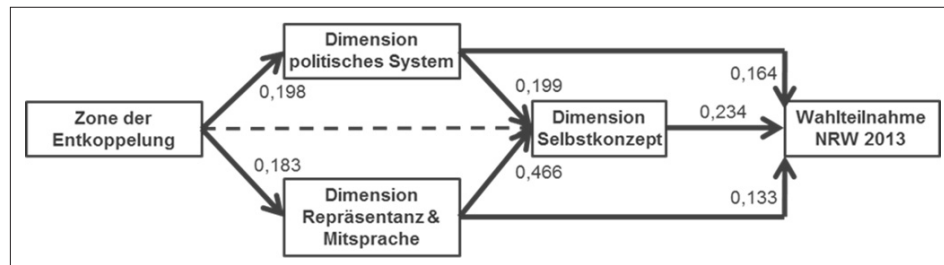 Dimension
politisches System
0,198
0,199
0,164
Zone der
Entkoppelung
Dimension
Selbstkonzept
0,234
Wahlteilnahme
NRW 2013
0,183
0,466
0,133
Dimension
Repräsentanz &
Mitsprache